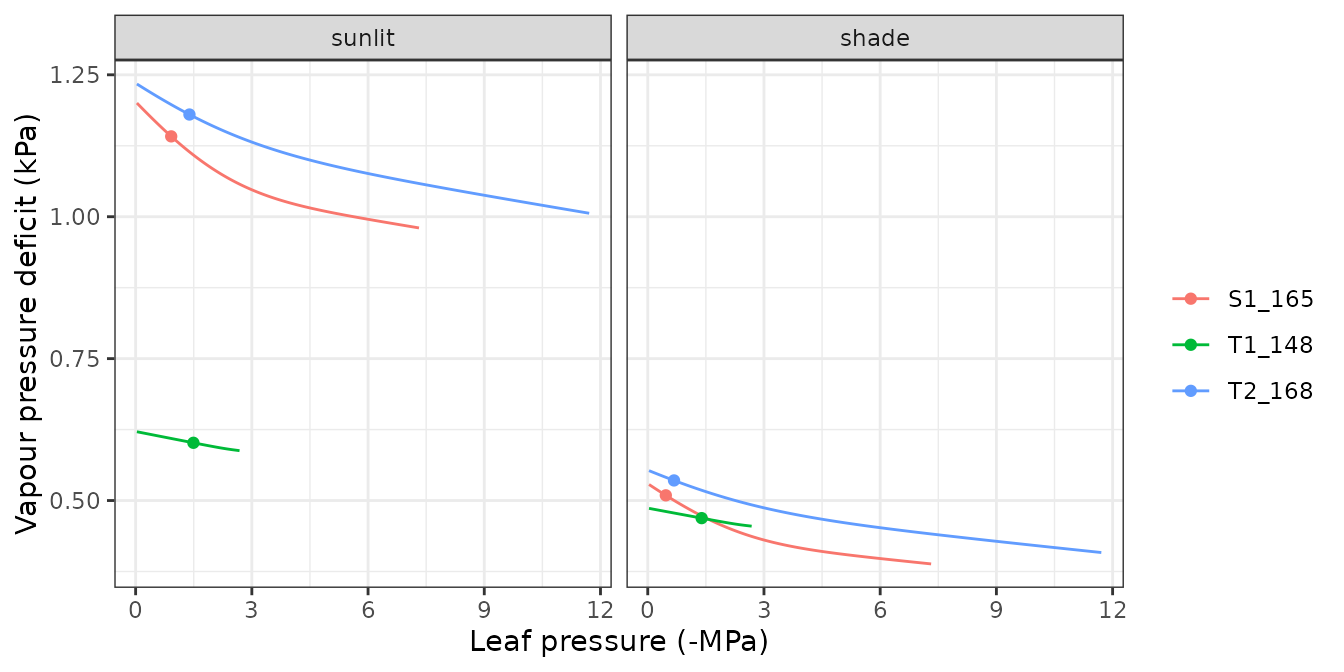 sunlit
shade
Vapour pressure deficit (kPa)
1.25
1.00
0.75
0.50
0 3 6 9 12
0 3 6 9 12
Leaf pressure (-MPa)
S1_165
T1_148
T2_168